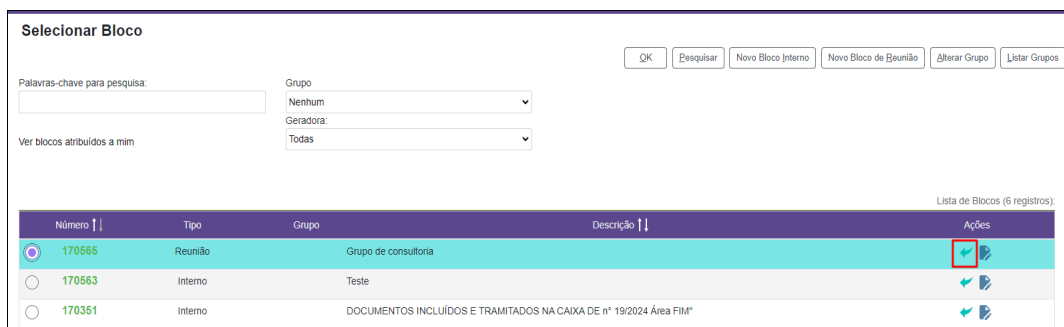 Selecionar Bloco
OK Pesquisar Novo Bloco Interno Novo Bloco de Reunião Alterar Grupo Listar Grupos
Palavras-chave para pesquisa: Grupo
Nenhum
Geradora:
Ver blocos atribuídos a mim Todas
Lista de Blocos (6 registros):
Número Tipo Grupo Descrição Ações
170565 Reunião Grupo de consultoria
170563 Interno Teste
170351 Interno DOCUMENTOS INCLUÍDOS E TRAMITADOS NA CAIXA DE n° 19/2024 Área FIM"